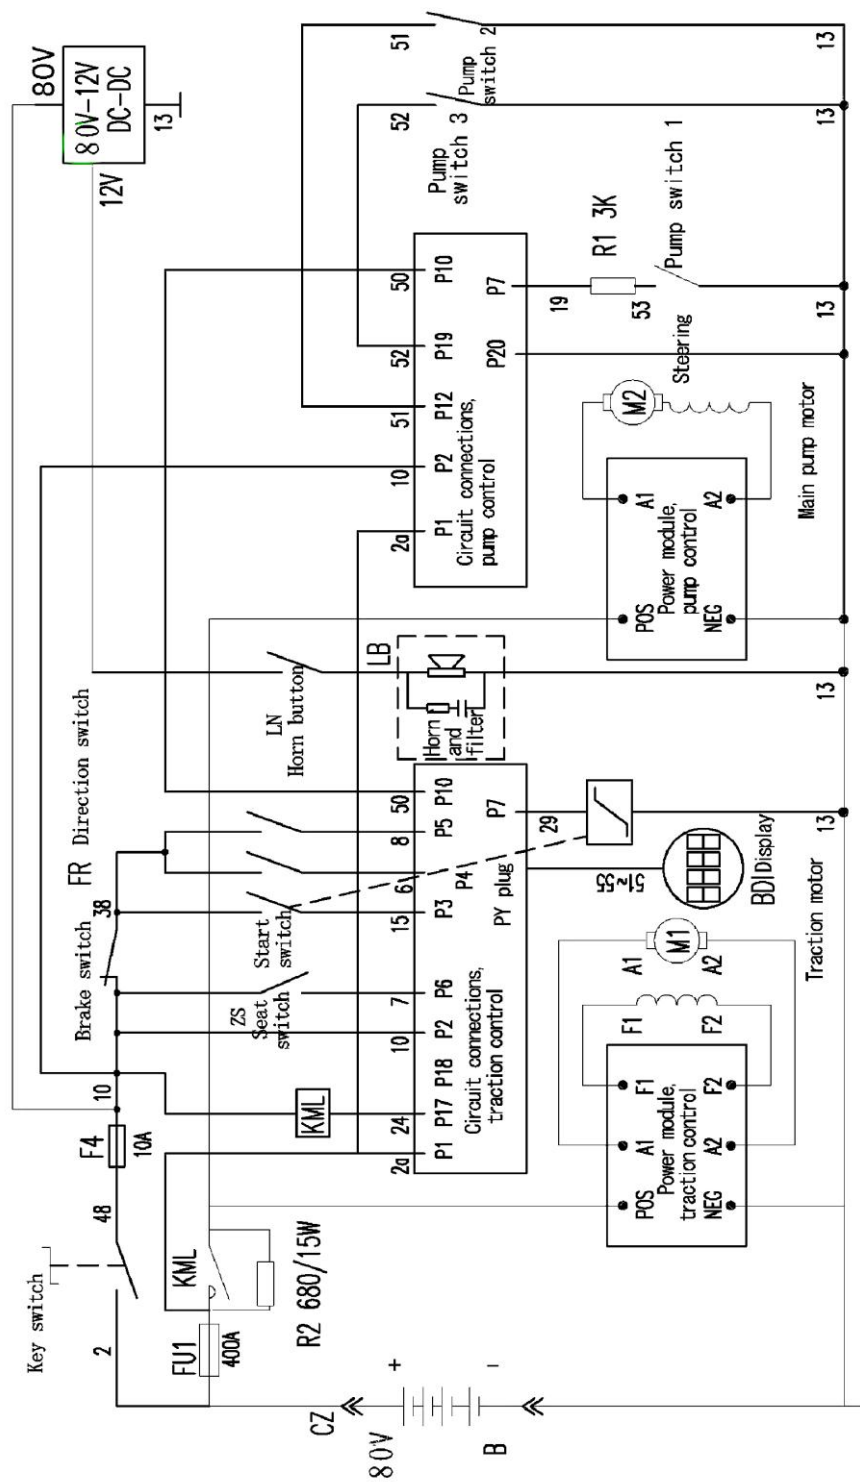 Key switch
2
48
F4
10A
10
Brake switch
38
FR Direction switch
80V
80V-12V
DC-DC
12V
13
FU1
400A
KML
R2 680/15W
KML
ZS
Seat
switch
Start
switch
LN
Horn button
LB
Horn
and
filter
2a
24
10
7
15
6
8
50
P1
P17
P18
P2
P6
P3
P4
P5
P10
Circuit connections,
traction control
PY plug
P7
2a
10
51
52
50
P1
P2
P12
P19
P10
Circuit connections,
pump control
P20
P7
51
52
Pump
switch 2
Pump
switch 3
13
13
19
R1 3K
53
Pump switch 1
13
CZ
80V
+
-
B
29
51~55
BDI Display
13
13
POS
A1
F1
Power module,
traction control
NEG
A2
F2
F1
F2
A1
M1
A2
Traction motor
POS
A1
Power module,
pump control
NEG
A2
M2
Steering
Main pump motor